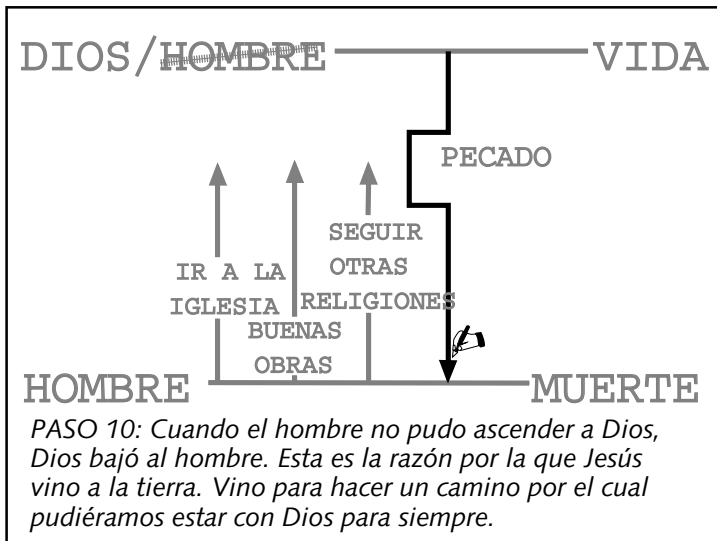 DIOS/HOMBRE VIDA
PECADO
SEGUIR
OTRAS
RELIGIONES
IR A LA
IGLESIA
BUENAS
OBRAS
HOMBRE MUERTE
PASO 10: Cuando el hombre no pudo ascender a Dios,
Dios bajó al hombre. Esta es la razón por la que Jesús
vino a la tierra. Vino para hacer un camino por el cual
pudiéramos estar con Dios para siempre.